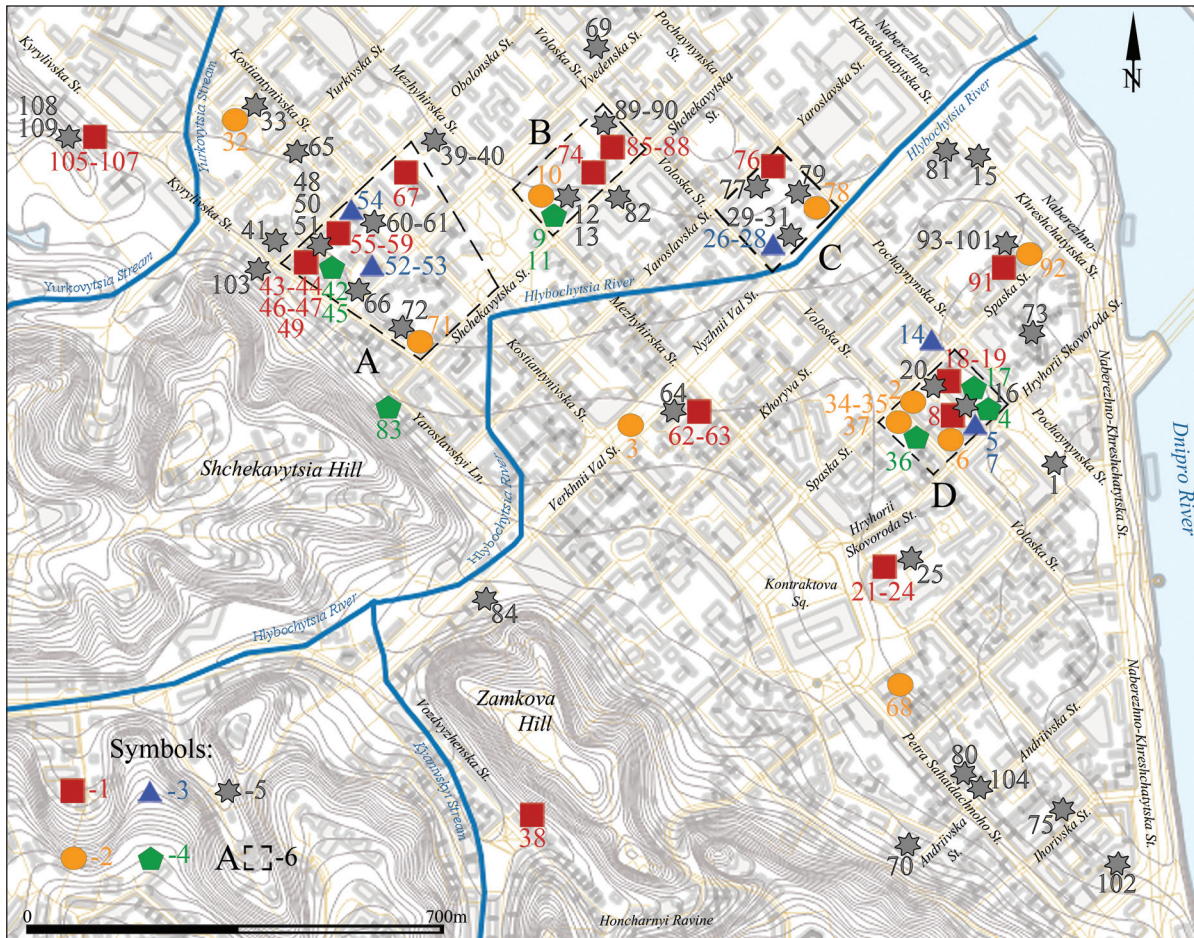 69
Kyrylivska St.
Kostiantynivska St.
Yurkivska St.
Mezhyhirska St.
Obolonska St.
Voloska St.
Vvedenska St.
Pochaynynska St.
Shchekavytska St.
Yaroslavska St.
Naberezhno-
Khreshchatytska St.
N
Hlybochytsia River
Yurkovytsia Stream
108
109
105-107
32
33
65
39-40
B
89-90
85-88
74
10
12
13
9
11
82
76
77
79
78
29-31
26-28
C
81
15
Voloska St.
Yaroslavska St.
48
50
51
54
67
60-61
55-59
52-53
41
103
43-44
46-47
49
42
45
66
72
71
A
Kyrylivska St.
Yurkovytsia Stream
Shchekavytska St.
Hlybochytsia River
Mezhyhirska St.
Nyzhnii Val St.
Pochaynynska St.
Voloska St.
93-101
92
91
Naberezhno-
Khreshchatytska St.
Spaska St.
73
Hryhorii Skovoroda St.
14
18-19
20
17
16
2
34-35
37
8
4
5
7
6
36
D
Pochaynynska St.
Naberezhno-Khreshchatytska St.
Dnipro River
1
83
Yaroslavskyi Ln.
Shchekavytsia Hill
Kostiantynivska St.
3
64
62-63
Khoryva St.
Verkhnii Val St.
Hlybochytsia River
Spaska St.
Hryhorii
Skovoroda St.
Voloska St.
25
21-24
Kontraktova
Sq.
84
Hlybochytsia River
Zamkova
Hill
Vozdvyzhenska St.
Kyanivskyi Stream
68
Petra Sahaidachnoho St.
Andriivska St.
Naberezhno-Khreshchatytska St.
80
104
75
Ihorivska St.
70
Andriivska
St.
102
38
Honcharnyi Ravine
Symbols:
-1
-3
-5
-2
-4
A
-6
0
700m